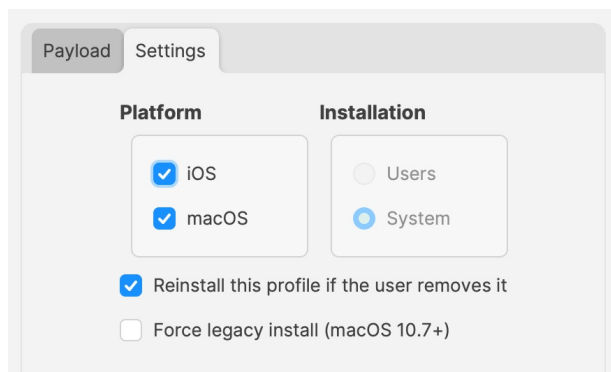 Payload Settings
Platform Installation
iOS Users
macOS System
Reinstall this profile if the user removes it
Force legacy install (macOS 10.7+)